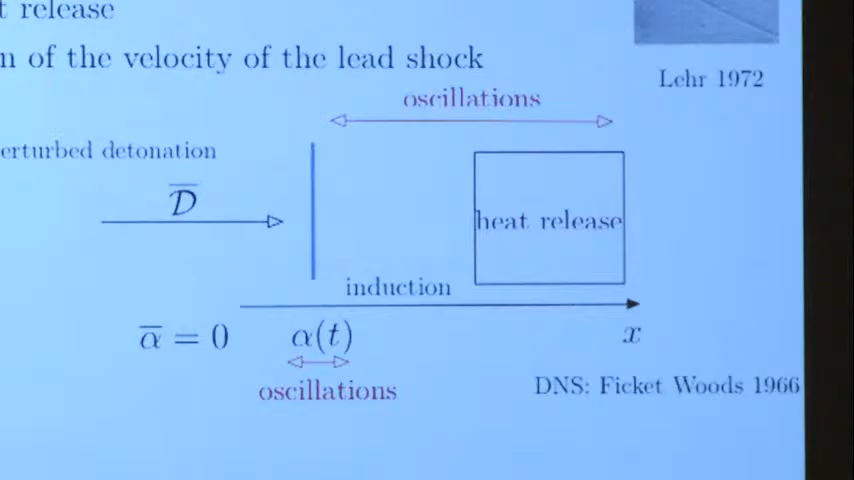 t release
n of the velocity of the lead shock
Lehr 1972
oscillations
erturbed detonation
D̅
heat release
induction
α̅ = 0
α(t)
x
oscillations
DNS: Ficket Woods 1966